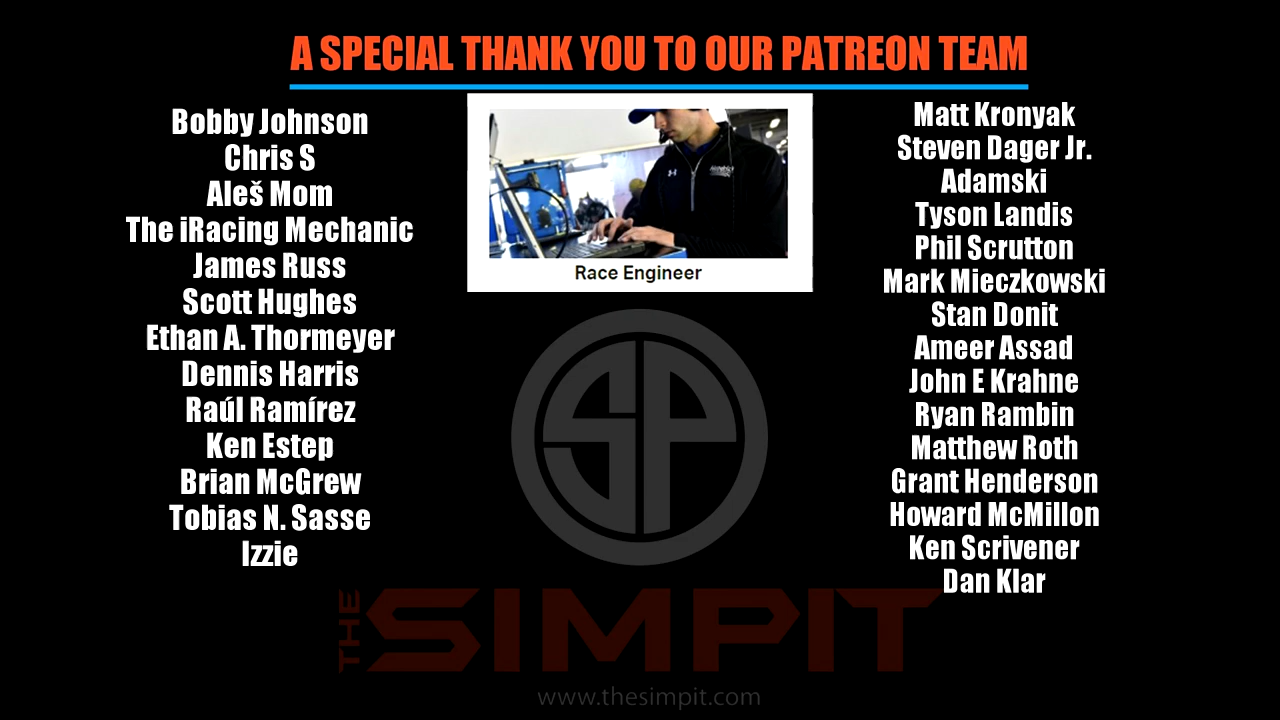 A SPECIAL THANK YOU TO OUR PATREON TEAM
Bobby Johnson
Chris S
Aleš Mom
The iRacing Mechanic
James Russ
Scott Hughes
Ethan A. Thormeyer
Dennis Harris
Raúl Ramírez
Ken Estep
Brian McGrew
Tobias N. Sasse
Izzie
Race Engineer
Matt Kronyak
Steven Dager Jr.
Adamski
Tyson Landis
Phil Scrutton
Mark Mieczkowski
Stan Donit
Ameer Assad
John E Krahne
Ryan Rambin
Matthew Roth
Grant Henderson
Howard McMillon
Ken Scrivener
Dan Klar
SP
THE SIMPIT
www.thesimpit.com